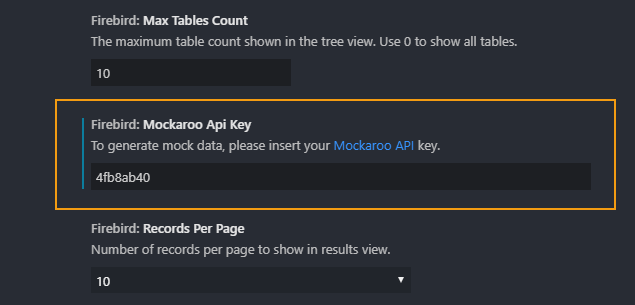 Firebird: Max Tables Count
The maximum table count shown in the tree view. Use 0 to show all tables.
10
Firebird: Mockaroo Api Key
To generate mock data, please insert your Mockaroo API key.
4fb8ab40
Firebird: Records Per Page
Number of records per page to show in results view.
10